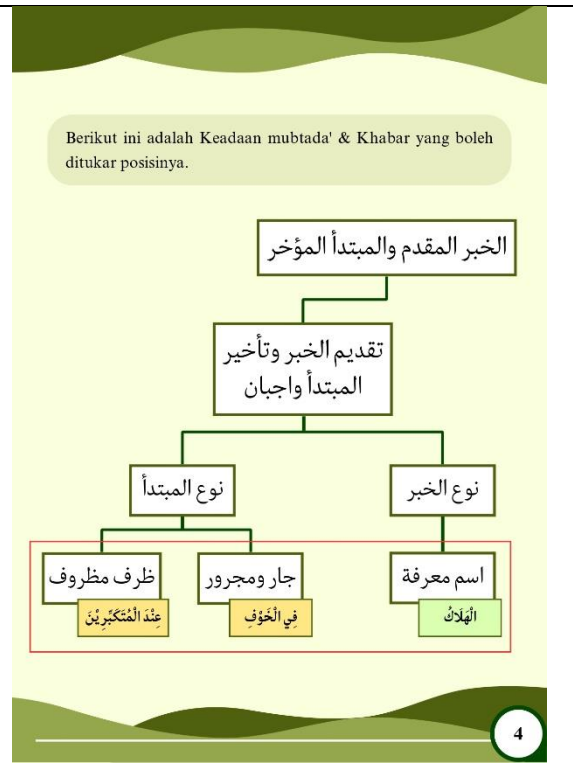 Berikut ini adalah Keadaan mubtada' & Khabar yang boleh
ditukar posisinya.
الخبر المقدم والمبتدأ المؤخر
تقديم الخبر وتأخير
المبتدأ واجبان
نوع الخبر
نوع المبتدأ
اسم معرفة
جار ومجرور
ظرف مظروف
الْهَلَاكُ
فِي الْخَوْفِ
عِنْدَ الْمُتَكَبِّرِيْنَ
4